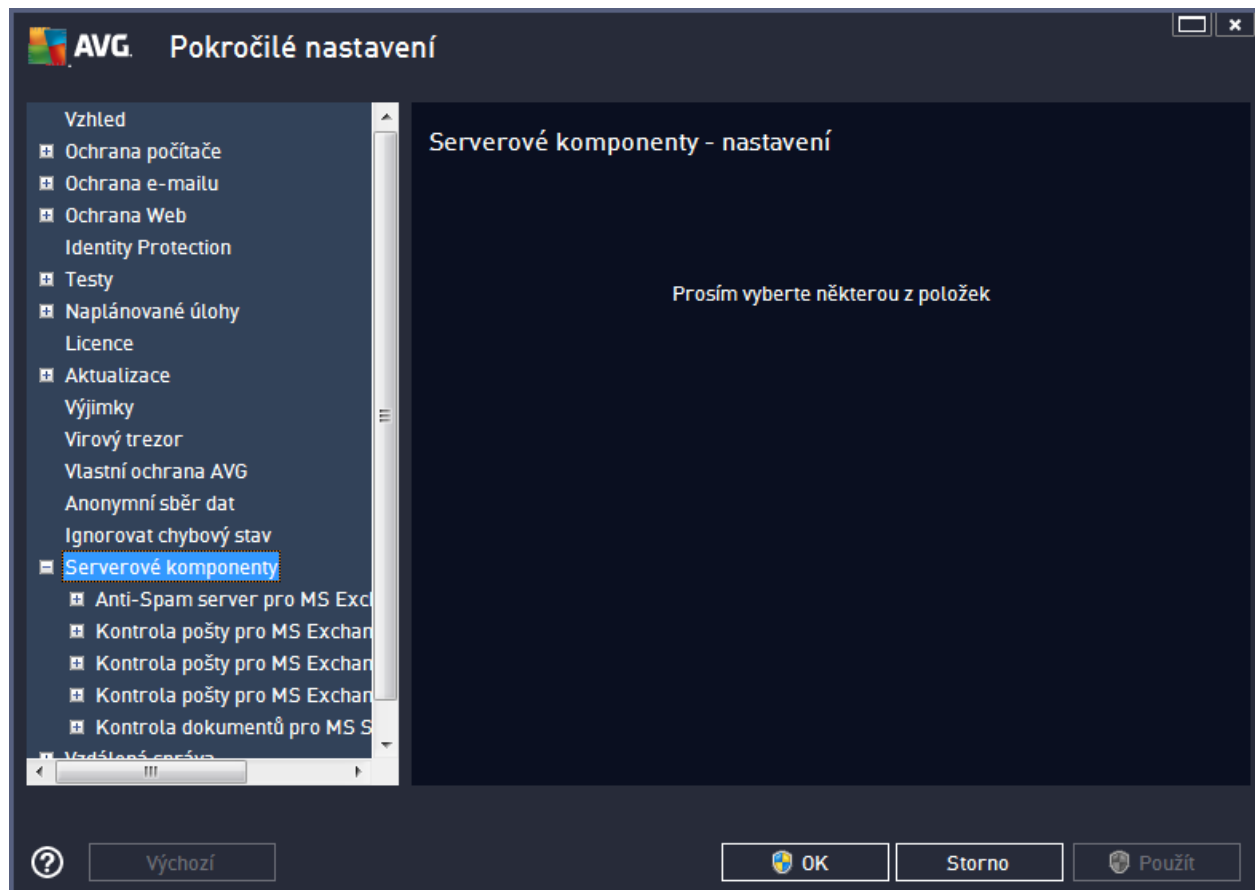 AVG. Pokročilé nastavení
Vzhled
Ochrana počítače
Ochrana e-mailu
Ochrana Web
Identity Protection
Testy
Naplánované úlohy
Licence
Aktualizace
Výjimky
Virový trezor
Vlastní ochrana AVG
Anonymní sběr dat
Ignorovat chybový stav
Serverové komponenty
Anti-Spam server pro MS Excl
Kontrola pošty pro MS Exchan
Kontrola pošty pro MS Exchan
Kontrola pošty pro MS Exchan
Kontrola dokumentů pro MS S
Vzdálená správa
Serverové komponenty - nastavení
Prosím vyberte některou z položek
Výchozí
OK
Storno
Použít